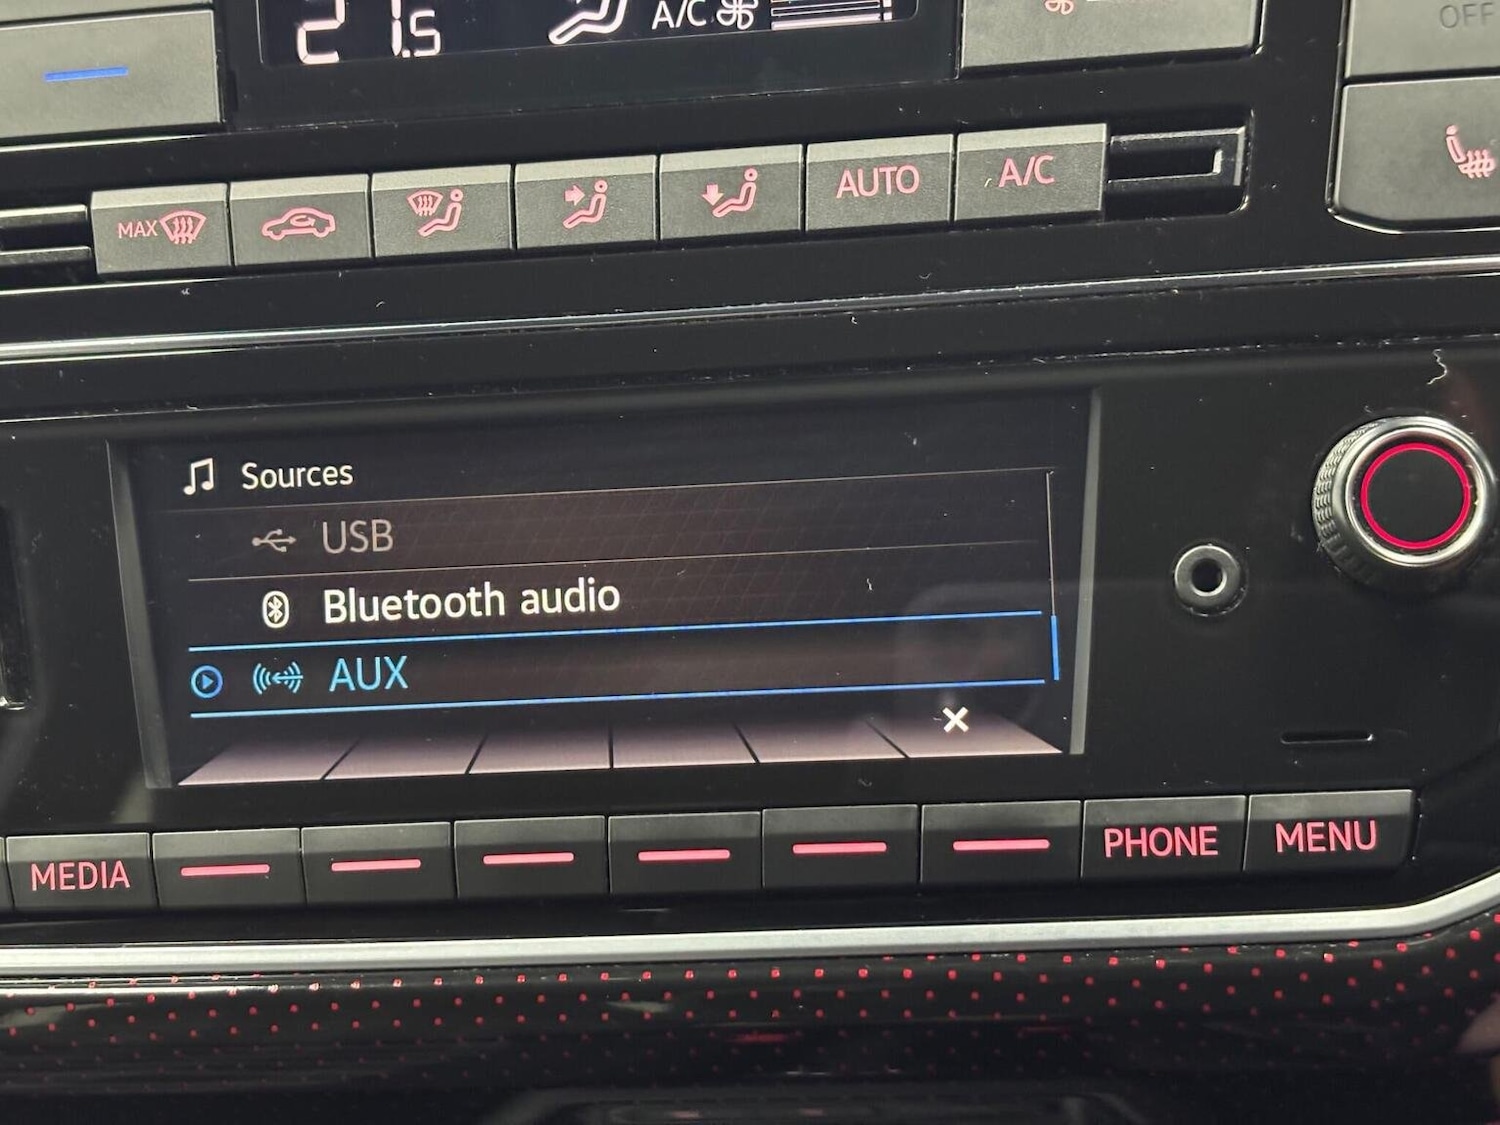 21.5
A/C
OFF
MAX
AUTO
A/C
Sources
USB
Bluetooth audio
AUX
MEDIA
PHONE
MENU